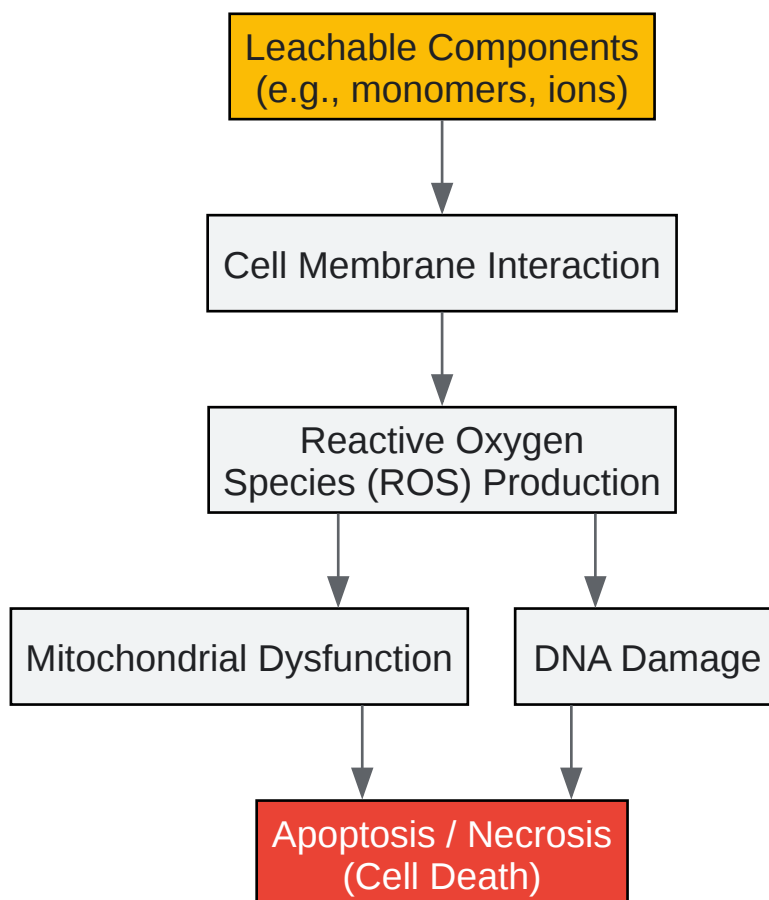 Leachable Components
(e.g., monomers, ions)
Cell Membrane Interaction
Reactive Oxygen
Species (ROS) Production
Mitochondrial Dysfunction
DNA Damage
Apoptosis / Necrosis
(Cell Death)